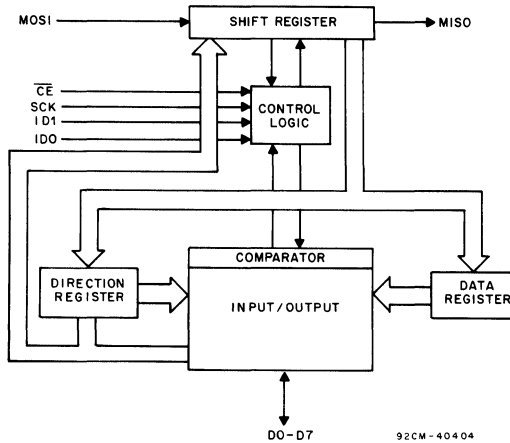 MOSI
SHIFT REGISTER
MISO
CE
SCK
ID1
ID0
CONTROL
LOGIC
COMPARATOR
DIRECTION
REGISTER
INPUT/OUTPUT
DATA
REGISTER
DO-D7
92CM-40404